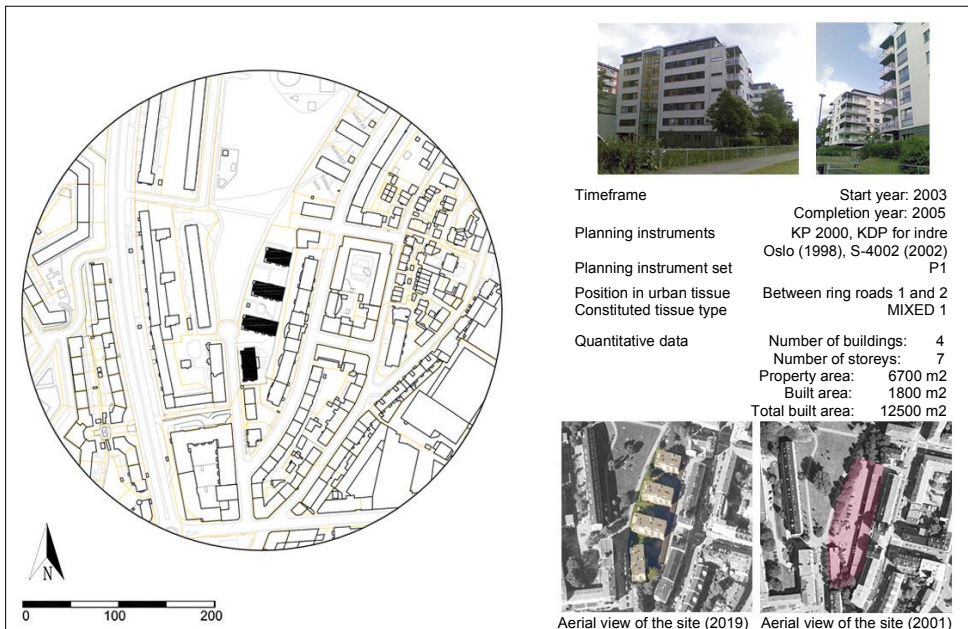 Timeframe Start year: 2003
Completion year: 2005
Planning instruments KP 2000, KDP for indre
Oslo (1998), S-4002 (2002)
Planning instrument set P1
Position in urban tissue Between ring roads 1 and 2
Constituted tissue type MIXED 1
Quantitative data Number of buildings: 4
Number of storeys: 7
Property area: 6700 m2
Built area: 1800 m2
Total built area: 12500 m2
N
0 100 200
Aerial view of the site (2019) Aerial view of the site (2001)